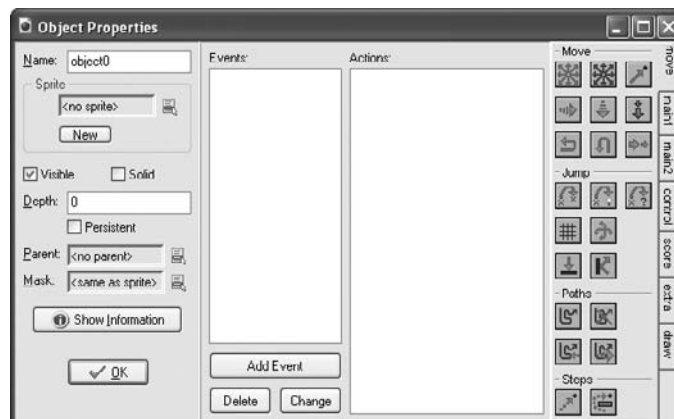 Object Properties
Name: object0
Sprite
<no sprite>
New
Visible Solid
Depth: 0
Persistent
Parent: <no parent>
Mask: <same as sprite>
Show Information
OK
Events:
Add Event
Delete Change
Actions:
Move
Jump
Paths
Steps
move
main1
main2
control
score
extra
draw